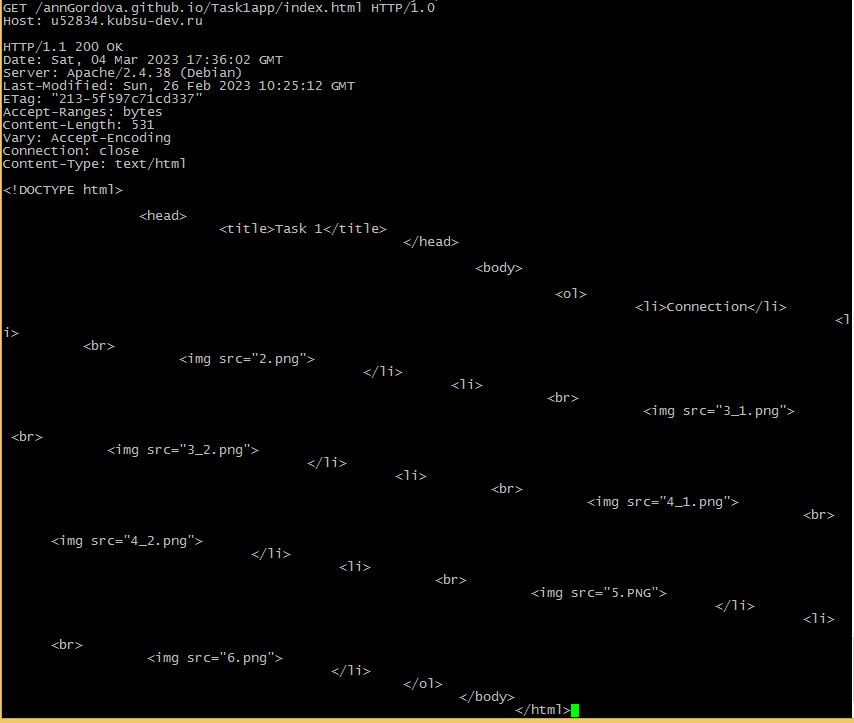 GET /annGordova.github.io/Task1app/index.html HTTP/1.0
Host: u52834.kubsu-dev.ru
HTTP/1.1 200 OK
Date: Sat, 04 Mar 2023 17:36:02 GMT
Server: Apache/2.4.38 (Debian)
Last-Modified: Sun, 26 Feb 2023 10:25:12 GMT
ETag: "213-5f597c71cd337"
Accept-Ranges: bytes
Content-Length: 531
Vary: Accept-Encoding
Connection: close
Content-Type: text/html
<!DOCTYPE html>
<head>
<title>Task 1</title>
</head>
<body>
<ol>
<li>Connection</li>
<l
i>
<br>
<img src="2.png">
</li>
<li>
<br>
<img src="3_1.png">
<br>
<img src="3_2.png">
</li>
<li>
<br>
<img src="4_1.png">
<br>
<img src="4_2.png">
</li>
<li>
<br>
<img src="5.PNG">
</li>
<li>
<br>
<img src="6.png">
</li>
</ol>
</body>
</html>